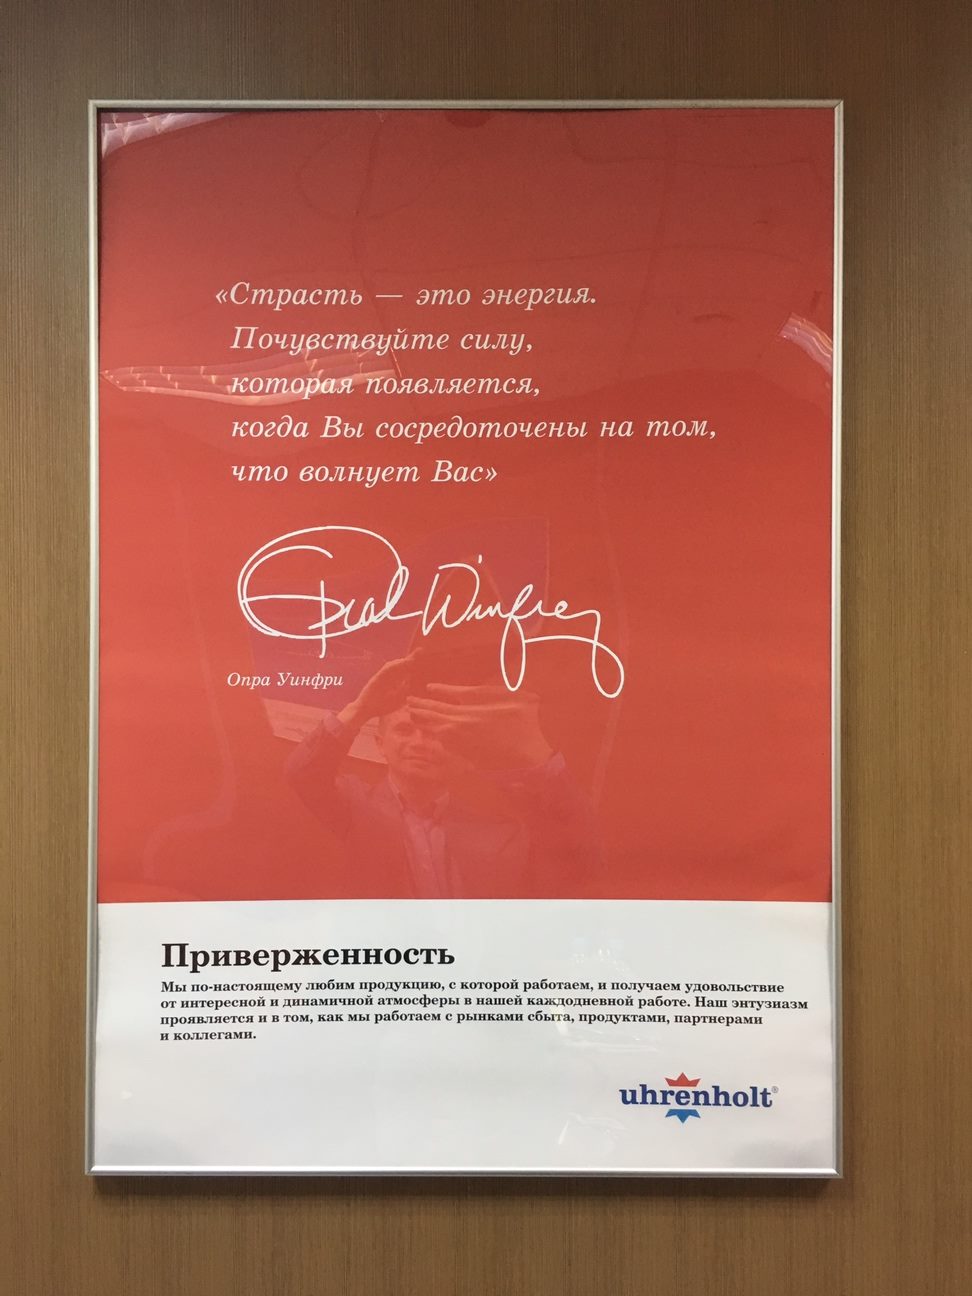 «Страсть — это энергия.
Почувствуйте силу,
которая появляется,
когда Вы сосредоточены на том,
что волнует Вас»
Oprah Winfrey
Опра Уинфри
Приверженность
Мы по-настоящему любим продукцию, с которой работаем, и получаем удовольствие
от интересной и динамичной атмосферы в нашей каждодневной работе. Наш энтузиазм
проявляется и в том, как мы работаем с рынками сбыта, продуктами, партнерами
и коллегами.
uhrenholt®